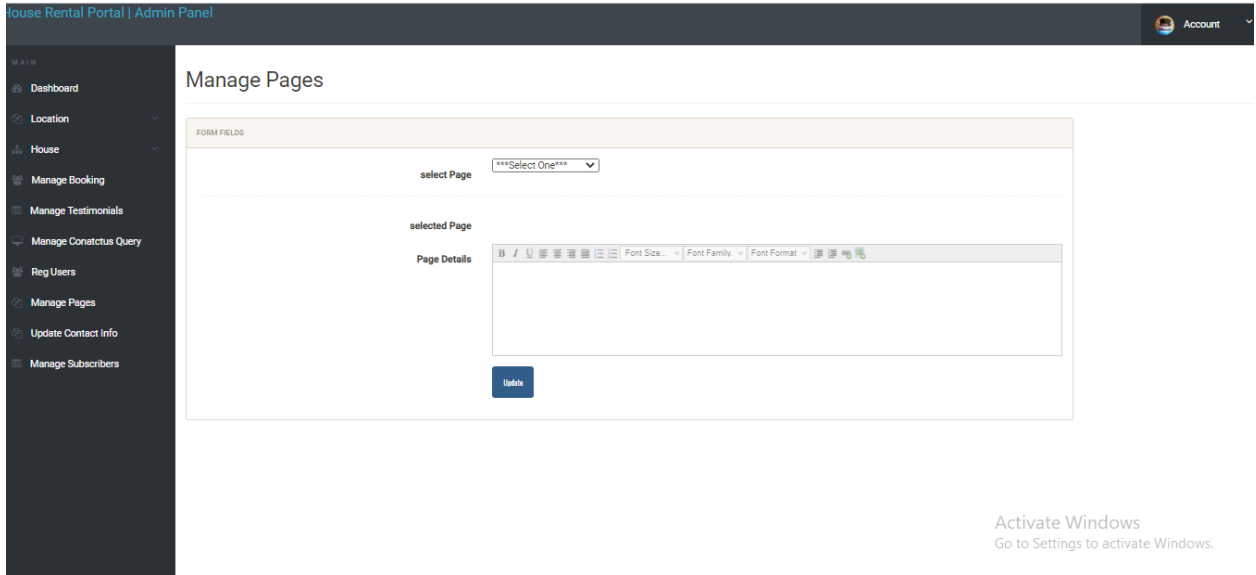 House Rental Portal | Admin Panel
Account
MAIN
Dashboard
Location
House
Manage Booking
Manage Testimonials
Manage Conatctus Query
Reg Users
Manage Pages
Update Contact Info
Manage Subscribers
Manage Pages
FORM FIELDS
select Page
***Select One***
selected Page
Page Details
B I U Font Size... Font Family. Font Format
Update
Activate Windows
Go to Settings to activate Windows.